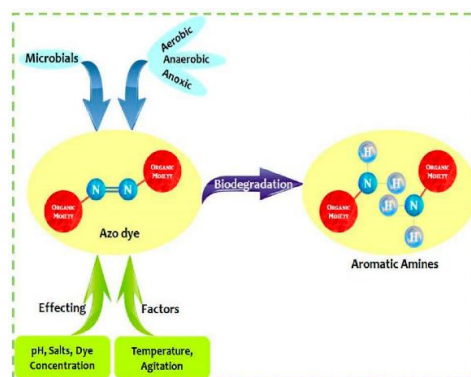 Aerobic
Microbials
Anaerobic
Anoxic
ORGANIC
MOIETY
N
N
ORGANIC
MOIETY
Azo dye
Biodegradation
H
ORGANIC
MOIETY
N
H
H
N
ORGANIC
MOIETY
H
Aromatic Amines
Effecting
Factors
pH, Salts, Dye
Concentration
Temperature,
Agitation